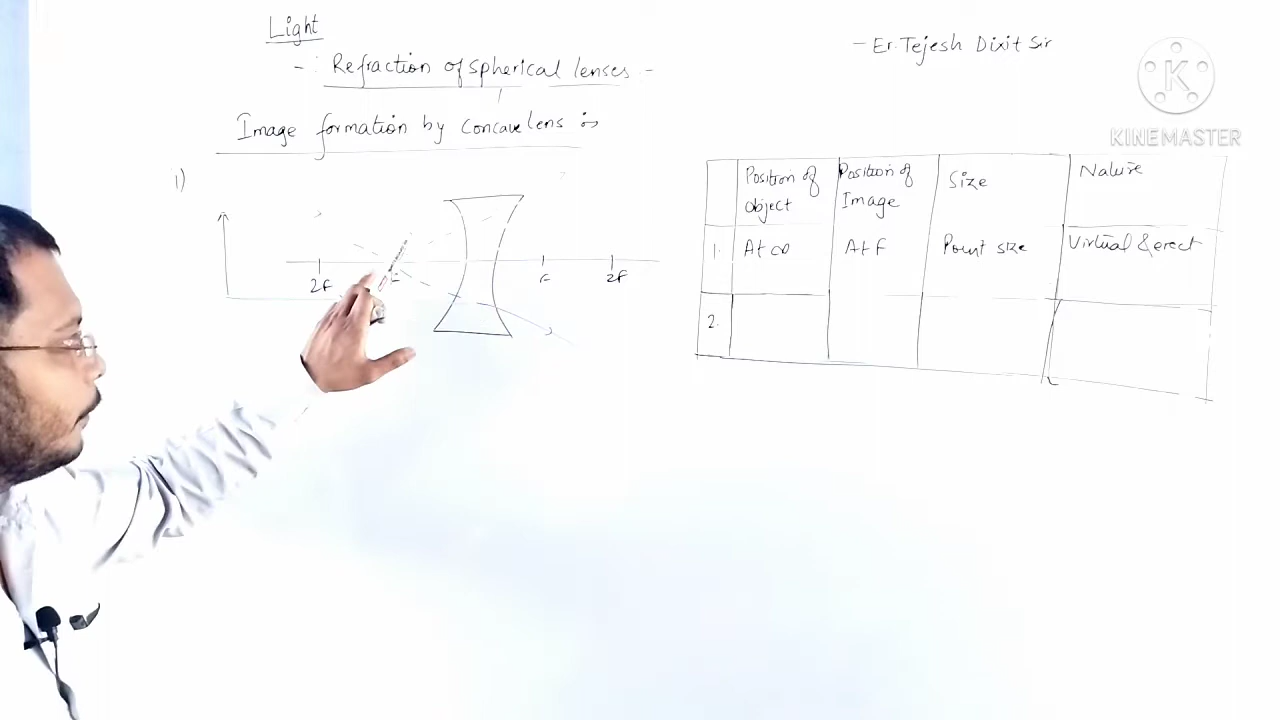 Light
- Er. Tejesh Dixit Sir
- : Refraction of spherical lenses -
Image formation by concave lens is
KINEMASTER
1)
2F
F
2F
Position of object
Position of Image
Size
Nature
1.
At ∞
At F
Point size
Virtual & erect
2.